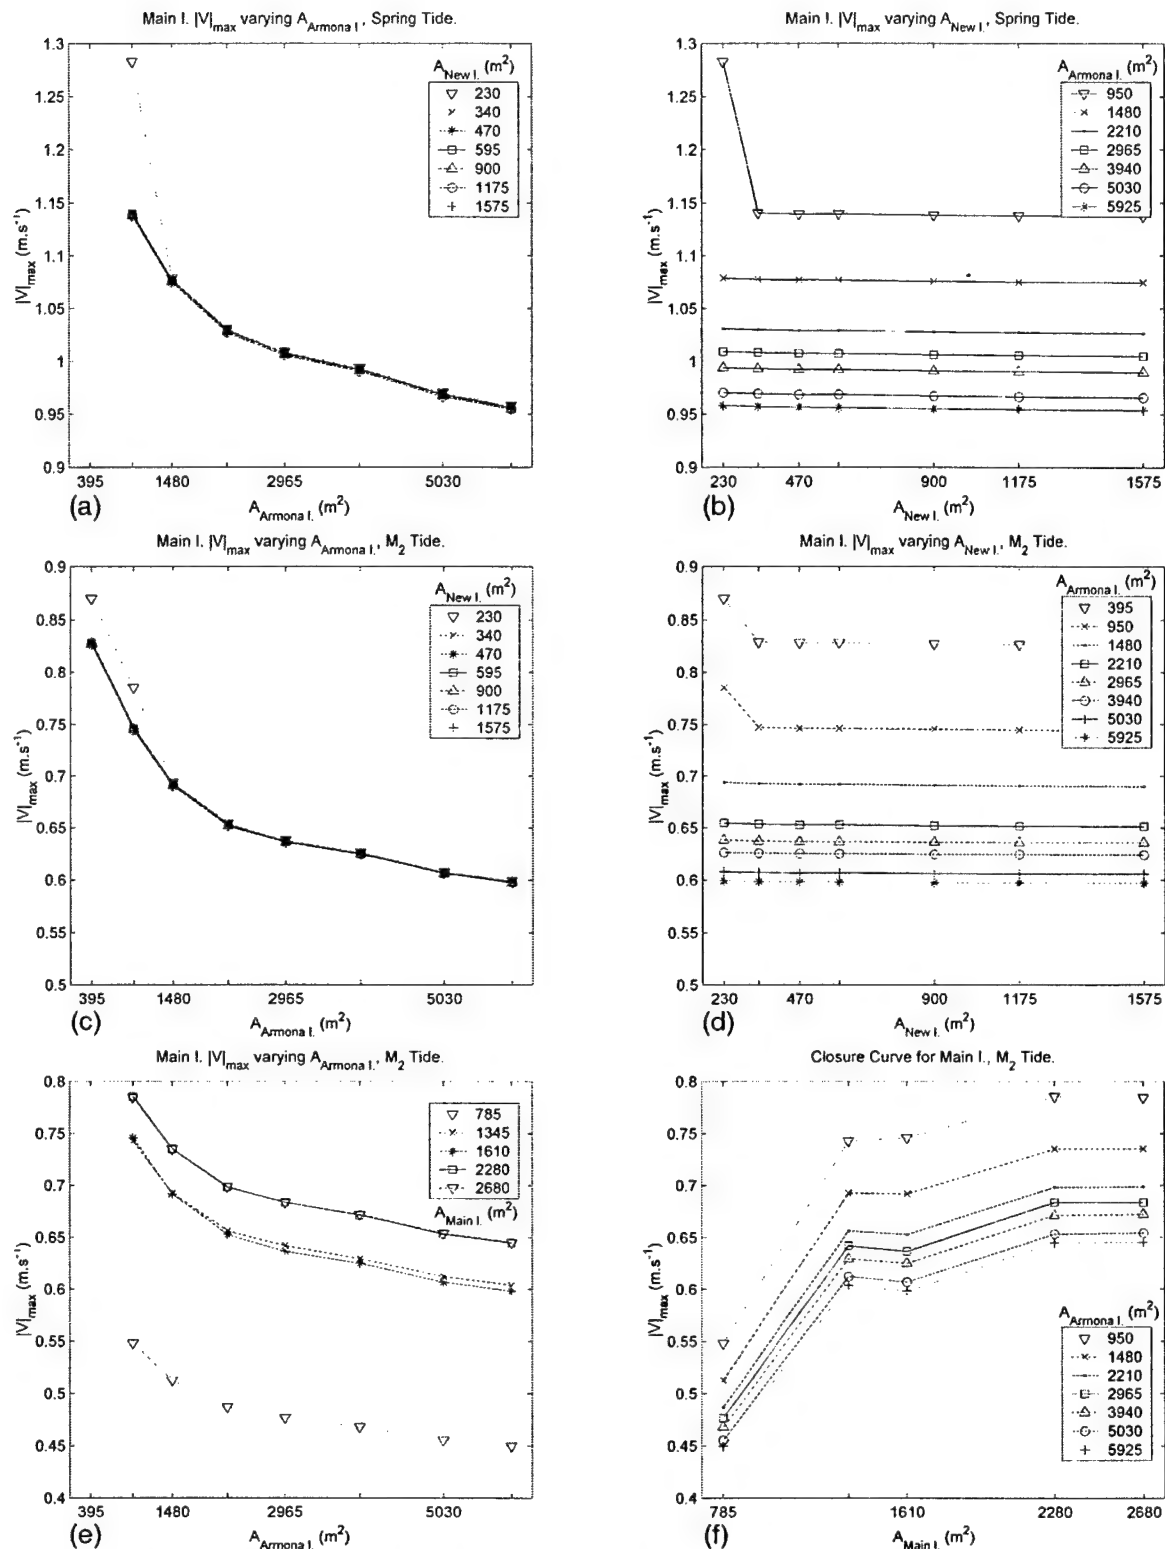 Main I. |V|max varying AArmona I., Spring Tide.
1.3
1.25
1.2
1.15
1.1
1.05
1
0.95
0.9
|V|max (m.s-1)
ANew I. (m2)
230
340
470
595
900
1175
1575
395 1480 2965 5030
(a)
AArmona I. (m2)
Main I. |V|max varying ANew I., Spring Tide.
1.3
1.25
1.2
1.15
1.1
1.05
1
0.95
0.9
|V|max (m.s-1)
AArmona I. (m2)
950
1480
2210
2965
3940
5030
5925
230 470 900 1175 1575
(b)
ANew I. (m2)
Main I. |V|max varying AArmona I., M2 Tide.
0.9
0.85
0.8
0.75
0.7
0.65
0.6
0.55
0.5
|V|max (m.s-1)
ANew I. (m2)
230
340
470
595
900
1175
1575
395 1480 2965 5030
(c)
AArmona I. (m2)
Main I. |V|max varying ANew I., M2 Tide.
0.9
0.85
0.8
0.75
0.7
0.65
0.6
0.55
0.5
|V|max (m.s-1)
AArmona I. (m2)
395
950
1480
2210
2965
3940
5030
5925
230 470 900 1175 1575
(d)
ANew I. (m2)
Main I. |V|max varying AArmona I., M2 Tide.
0.8
0.75
0.7
0.65
0.6
0.55
0.5
0.45
0.4
|V|max (m.s-1)
785
1345
1610
2280
2680
AMain I. (m2)
395 1480 2965 5030
(e)
AArmona I. (m2)
Closure Curve for Main I., M2 Tide.
0.8
0.75
0.7
0.65
0.6
0.55
0.5
0.45
0.4
|V|max (m.s-1)
AArmona I. (m2)
950
1480
2210
2965
3940
5030
5925
785 1610 2280 2680
(f)
AMain I. (m2)